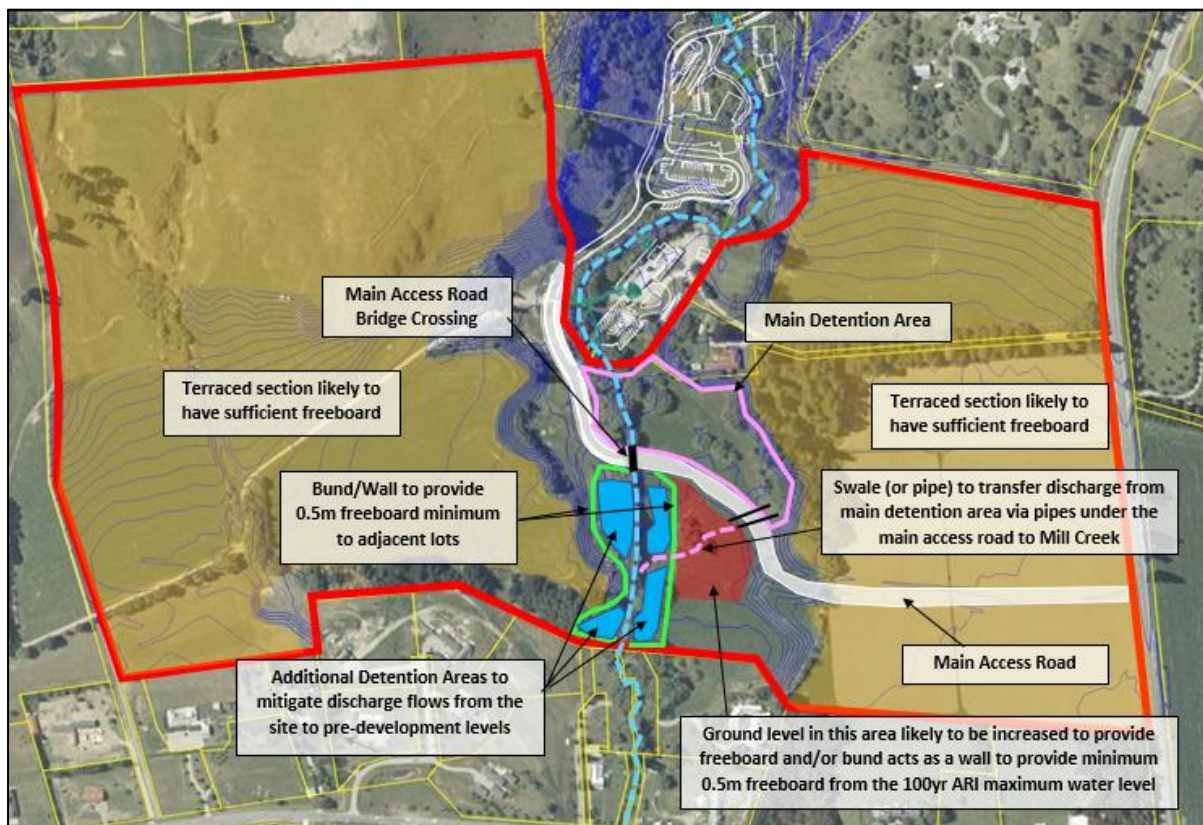 Main Access Road
Bridge Crossing
Main Detention Area
Terraced section likely to
have sufficient freeboard
Terraced section likely to
have sufficient freeboard
Bund/Wall to provide
0.5m freeboard minimum
to adjacent lots
Swale (or pipe) to transfer discharge from
main detention area via pipes under the
main access road to Mill Creek
Main Access Road
Additional Detention Areas to
mitigate discharge flows from the
site to pre-development levels
Ground level in this area likely to be increased to provide
freeboard and/or bund acts as a wall to provide minimum
0.5m freeboard from the 100yr ARI maximum water level